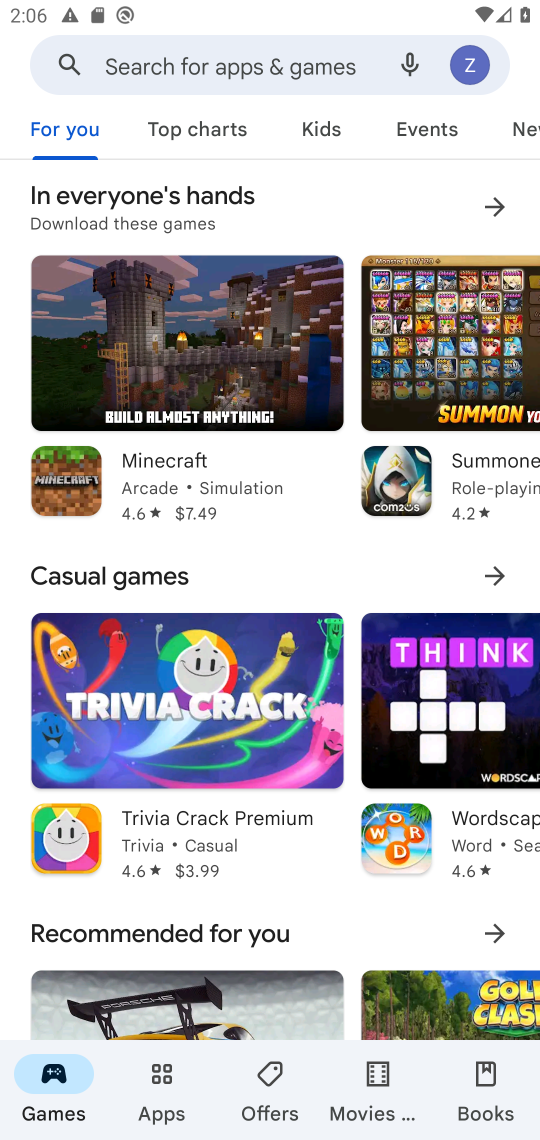 2:06
Search for apps & games
Z
For you
Top charts
Kids
Events
Ne
In everyone's hands
Download these games
BUILD ALMOST ANYTHING!
SUMMON YO
MINECRAFT
Minecraft
Arcade • Simulation
4.6★ $7.49
com2us
Summone
Role-playin
4.2★
Casual games
TRIVIA CRACK
THINK
WORDSCAP
Trivia Crack Premium
Trivia • Casual
4.6★ $3.99
WORD
Wordscap
Word • Sea
4.6★
Recommended for you
PORSCHE
GOL
CLAS
Games
Apps
Offers
Movies ...
Books